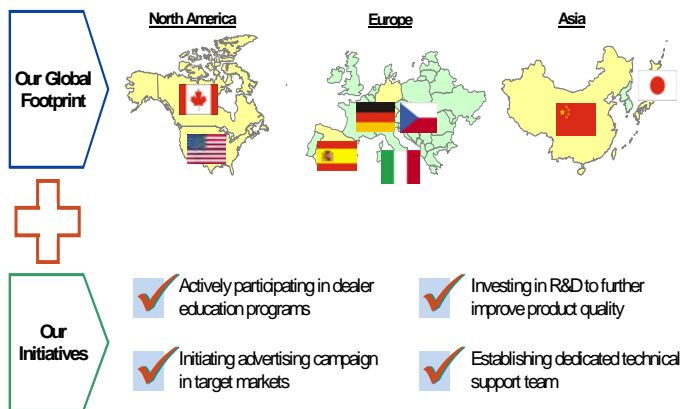 North America
Europe
Asia
Our Global
Footprint
Actively participating in dealer
education programs
Investing in R&D to further
improve product quality
Our
Initiatives
Initiating advertising campaign
in target markets
Establishing dedicated technical
support team